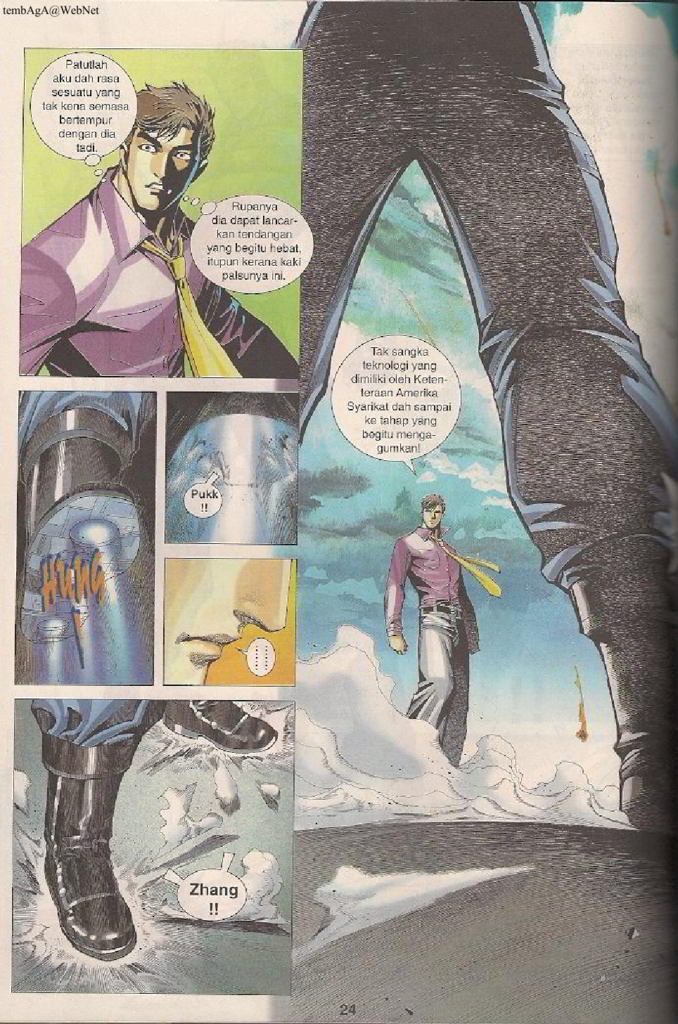 tembAgA@WebNet
Patutlah
aku dah rasa
sesuatu yang
tak kena semasa
bertempur
dengan dia
tadi.
Rupanya
dia dapat lancar-
kan tendangan
yang begitu hebat,
itupun kerana kaki
palsunya ini.
Tak sangka
teknologi yang
dimiliki oleh Keten-
teraan Amerika
Syarikat dah sampai
ke tahap yang
begitu menga-
gumkan!
Pukk
!!
HUNG
Zhang
!!
24